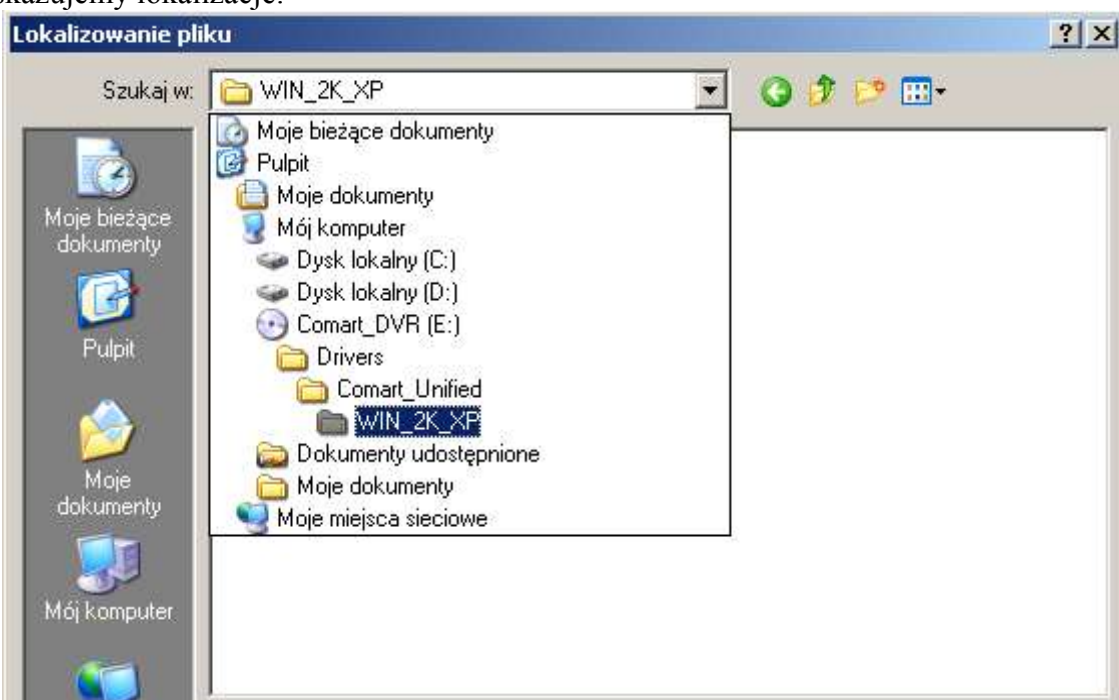 okazujemy lokalizację:
Lokalizowanie pliku
Szukaj w:
WIN_2K_XP
Moje bieżące dokumenty
Pulpit
Moje dokumenty
Mój komputer
Dysk lokalny (C:)
Dysk lokalny (D:)
Comart_DVR (E:)
Drivers
Comart_Unified
WIN_2K_XP
Dokumenty udostępnione
Moje dokumenty
Moje miejsca sieciowe
Moje bieżące
dokumenty
Pulpit
Moje
dokumenty
Mój komputer